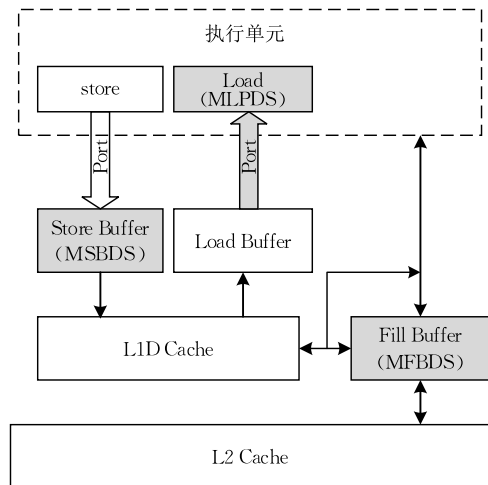 执行单元
store
Load
(MLPDS)
Port
Port
Store Buffer
(MSBDS)
Load Buffer
L1D Cache
Fill Buffer
(MFBDS)
L2 Cache